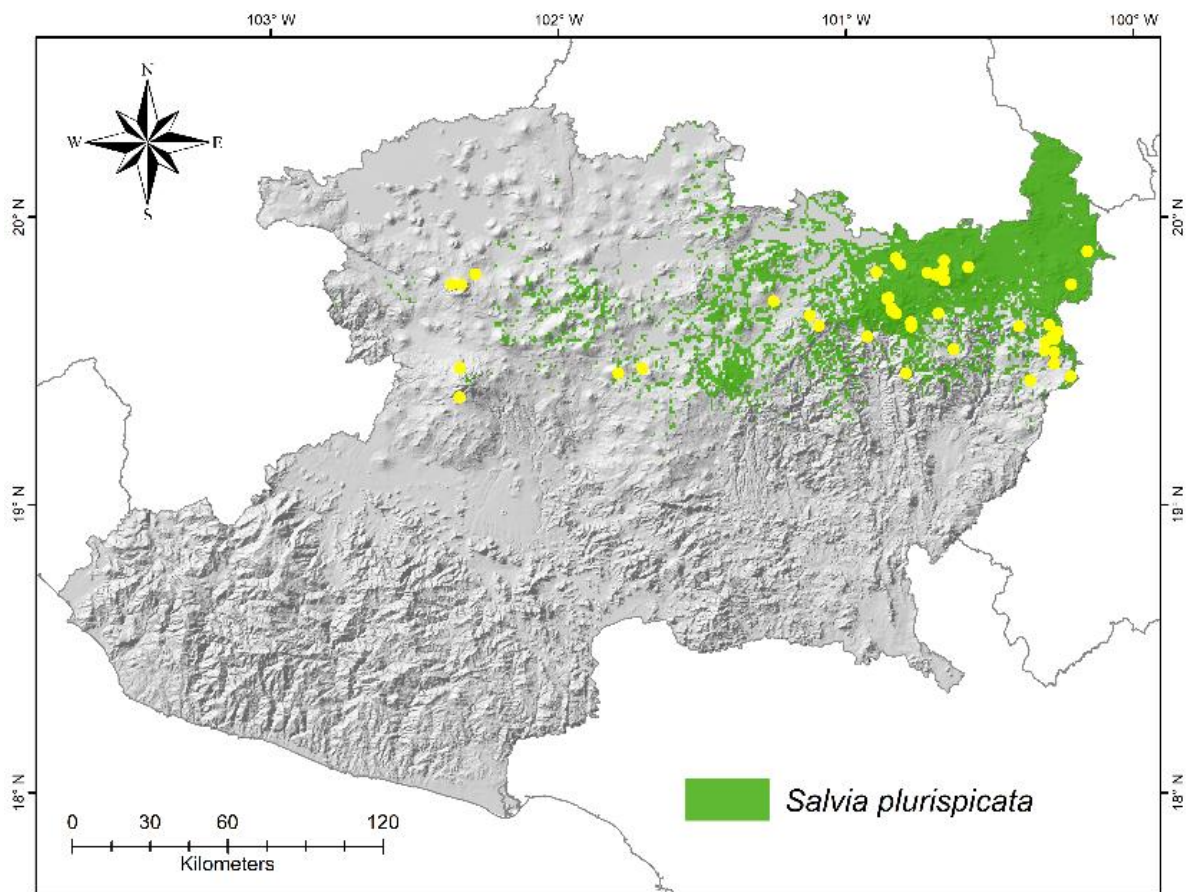 103° W 102° W 101° W 100° W
N
W E
S
20° N 20° N
19° N 19° N
18° N 18° N
Salvia plurispicata
0 30 60 120
Kilometers